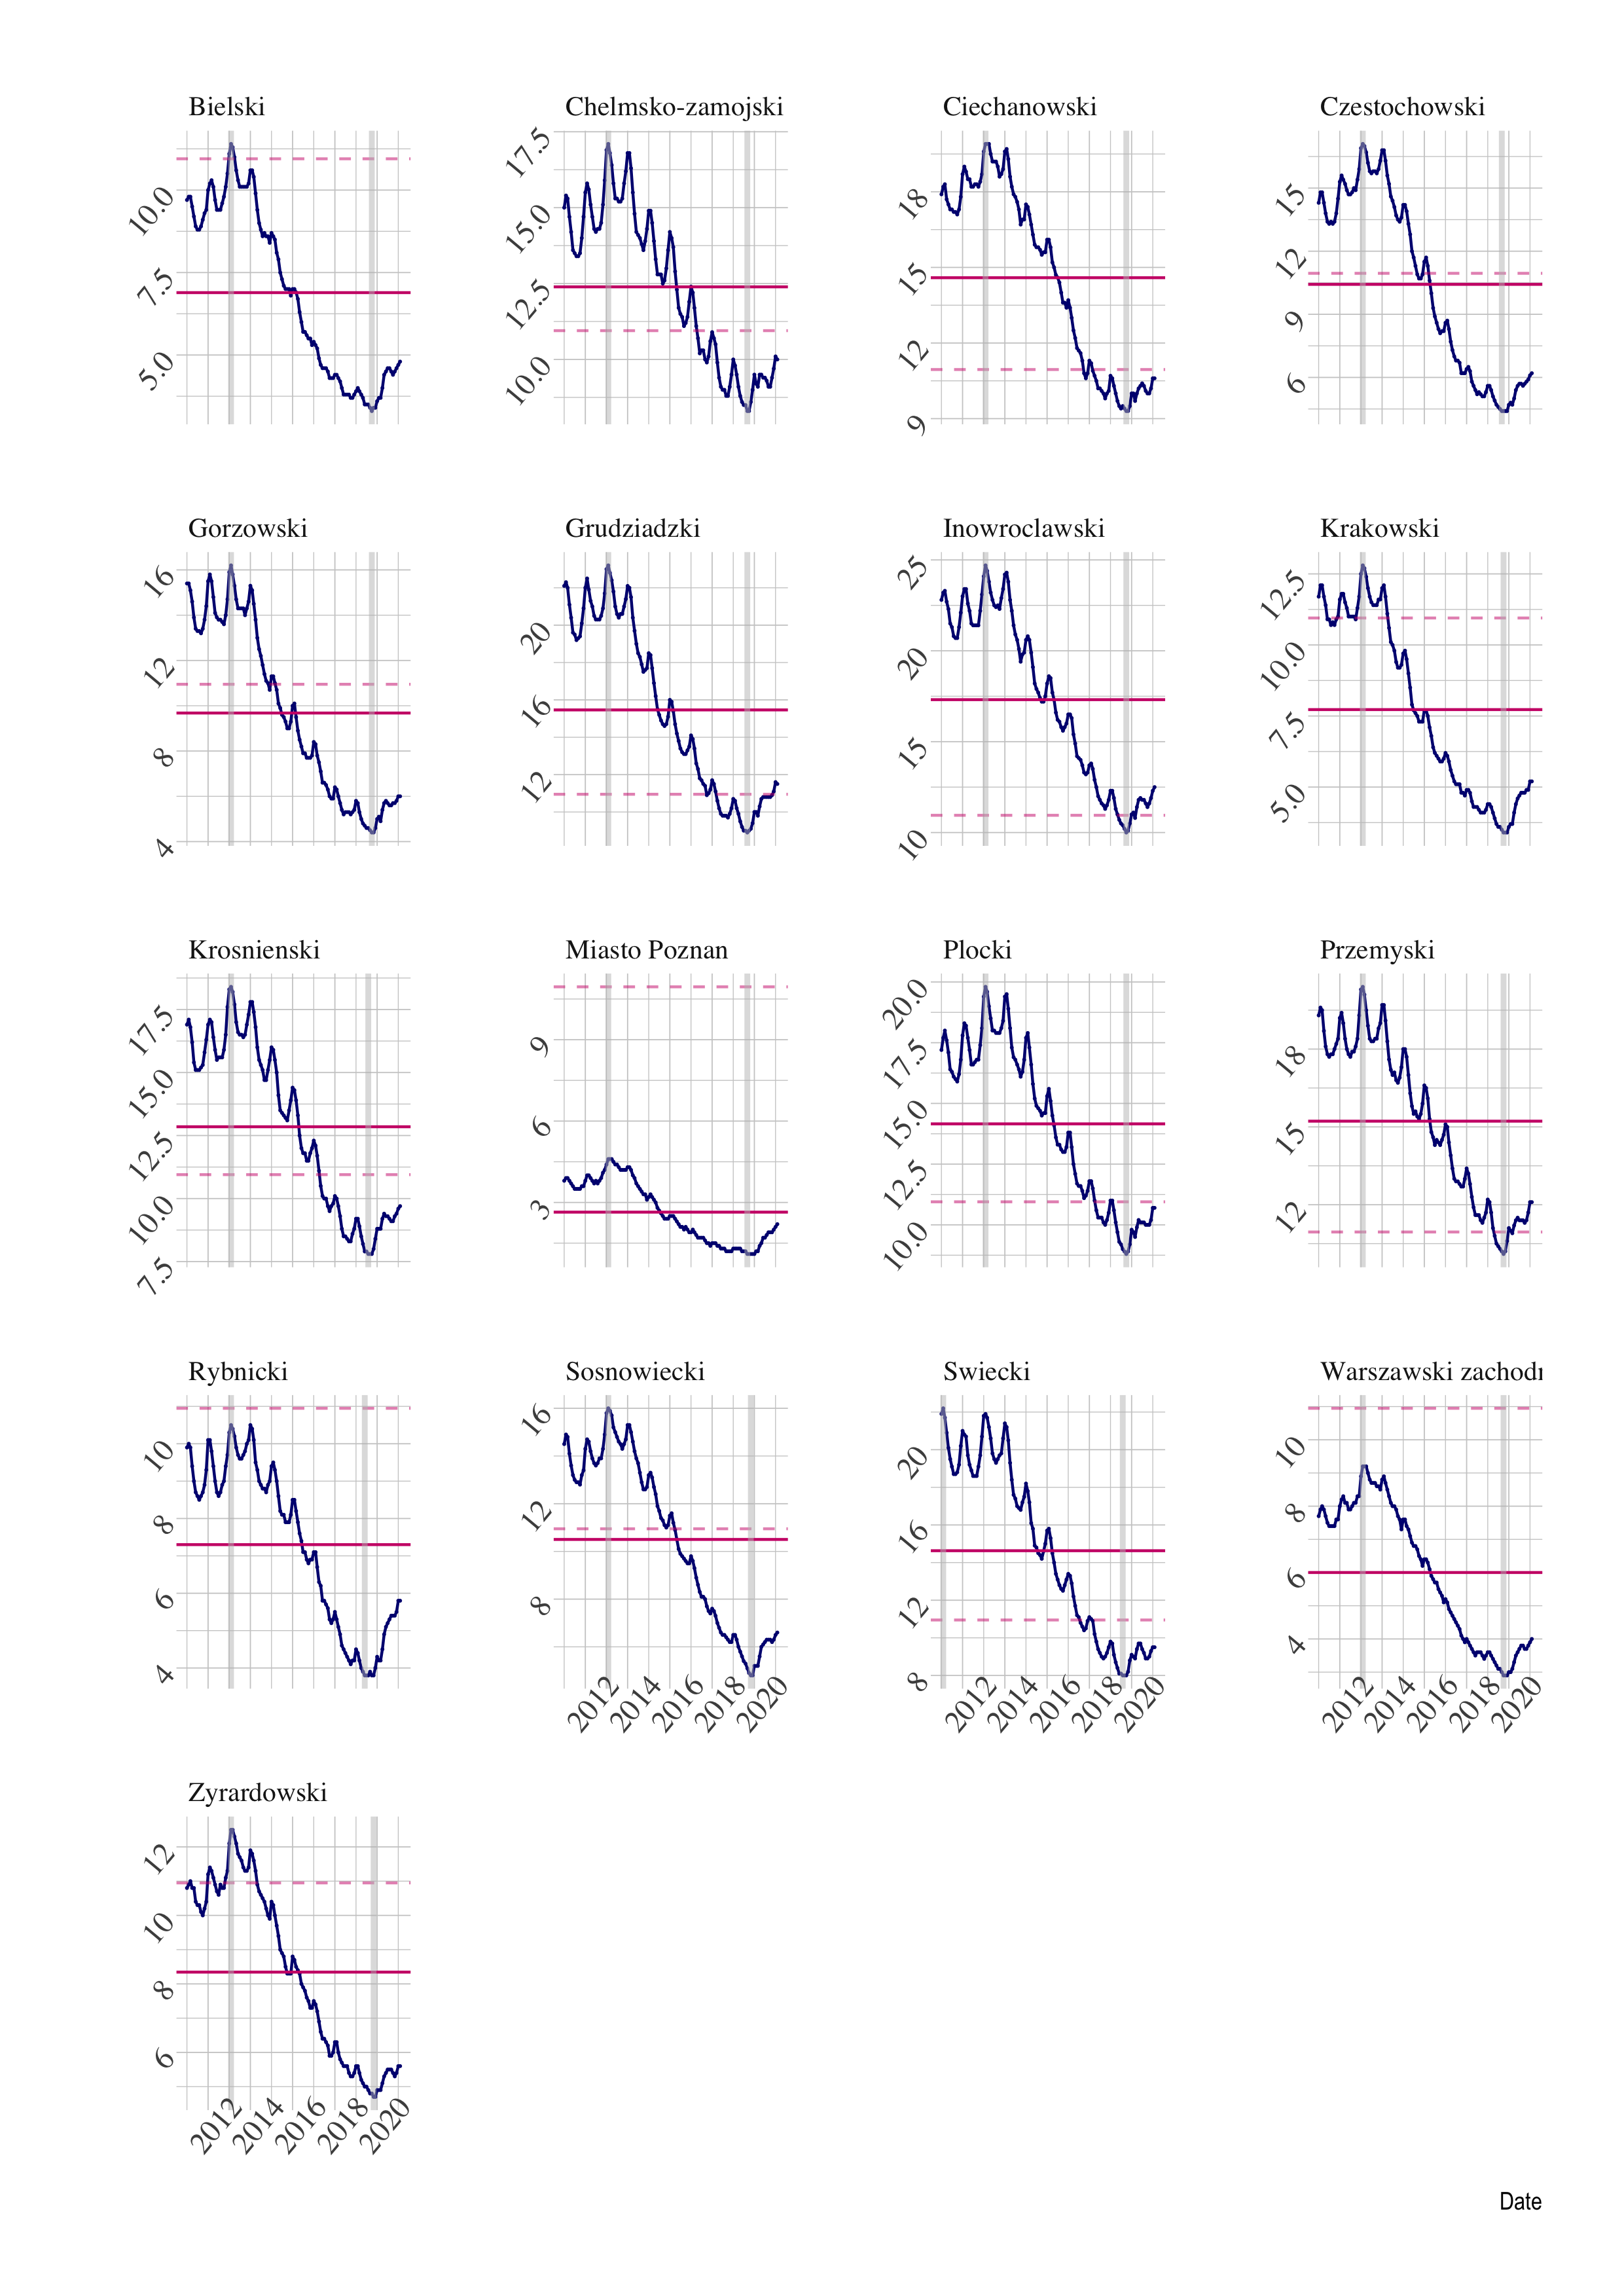 Bielski
Chelmsko-zamojski
Ciechanowski
Czestochowski
10.0
7.5
5.0
17.5
15.0
12.5
10.0
18
15
12
9
15
12
9
6
Gorzowski
Grudziadzki
Inowroclawski
Krakowski
16
12
8
4
20
16
12
25
20
15
10
12.5
10.0
7.5
5.0
Krosnienski
Miasto Poznan
Plocki
Przemyski
17.5
15.0
12.5
10.0
7.5
9
6
3
20.0
17.5
15.0
12.5
10.0
18
15
12
Rybnicki
Sosnowiecki
Swiecki
Warszawski zachodn
10
8
6
4
16
12
8
20
16
12
8
10
8
6
4
2012 2014 2016 2018 2020
2012 2014 2016 2018 2020
2012 2014 2016 2018 2020
Zyrardowski
12
10
8
6
2012 2014 2016 2018 2020
Date